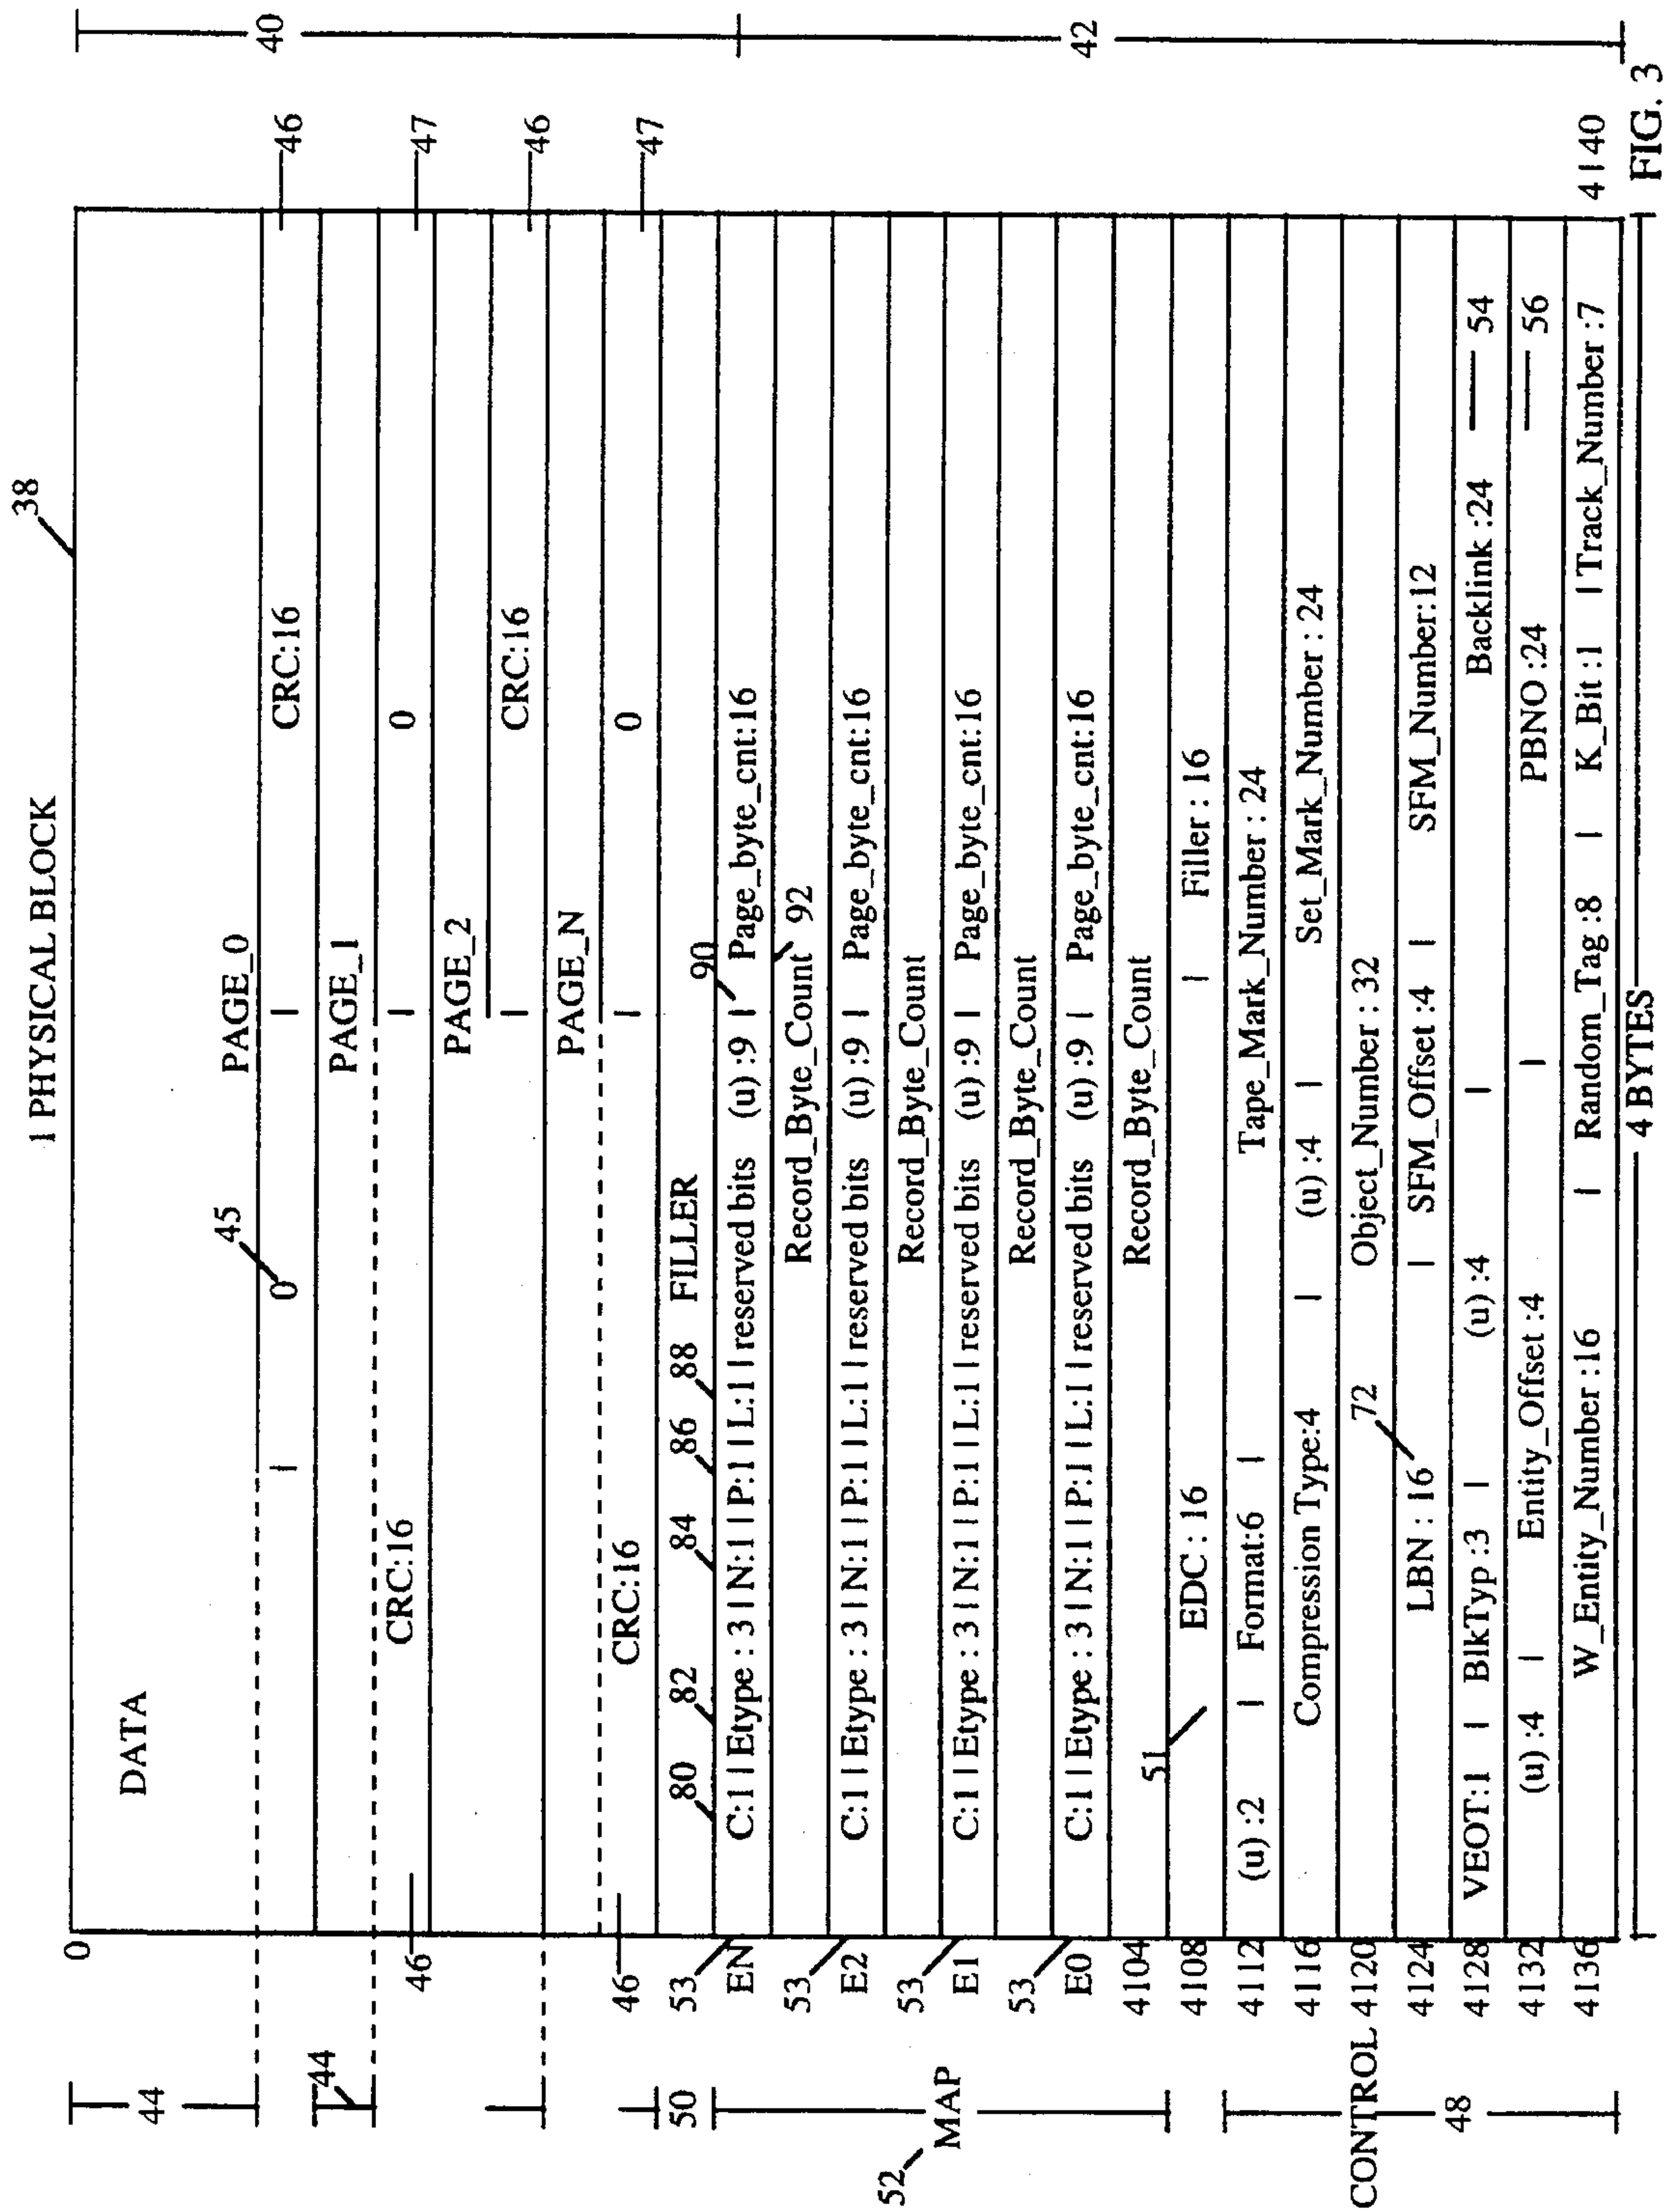 1 PHYSICAL BLOCK
38
0
DATA
44
40
PAGE_0
45
| 0 | CRC:16
46
PAGE_1
44
46
CRC:16 | 0
47
PAGE_2
| CRC:16
46
PAGE_N
46
CRC:16 | 0
47
50
80 82 84 86 88 FILLER
90
53
EN
C:1 | Etype : 3 | N:1 | P:1 | L:1 | reserved bits (u) :9 | Page_byte_cnt:16
Record_Byte_Count 92
53
E2
C:1 | Etype : 3 | N:1 | P:1 | L:1 | reserved bits (u) :9 | Page_byte_cnt:16
Record_Byte_Count
52
MAP
53
E1
C:1 | Etype : 3 | N:1 | P:1 | L:1 | reserved bits (u) :9 | Page_byte_cnt:16
Record_Byte_Count
53
E0
C:1 | Etype : 3 | N:1 | P:1 | L:1 | reserved bits (u) :9 | Page_byte_cnt:16
42
4104
Record_Byte_Count
51
4108
EDC : 16 | Filler : 16
4112
(u) :2 | Format:6 | Tape_Mark_Number : 24
4116
Compression Type:4 | (u) :4 | Set_Mark_Number : 24
CONTROL
4120
Object_Number : 32
72
4124
LBN : 16 | SFM_Offset :4 | SFM_Number:12
48
4128
VEOT:1 | BlkTyp :3 | (u) :4 | Backlink :24
54
4132
(u) :4 | Entity_Offset :4 | PBNO :24
56
4136
W_Entity_Number :16 | Random_Tag :8 | K_Bit :1 | Track_Number :7
4140
4 BYTES
FIG. 3